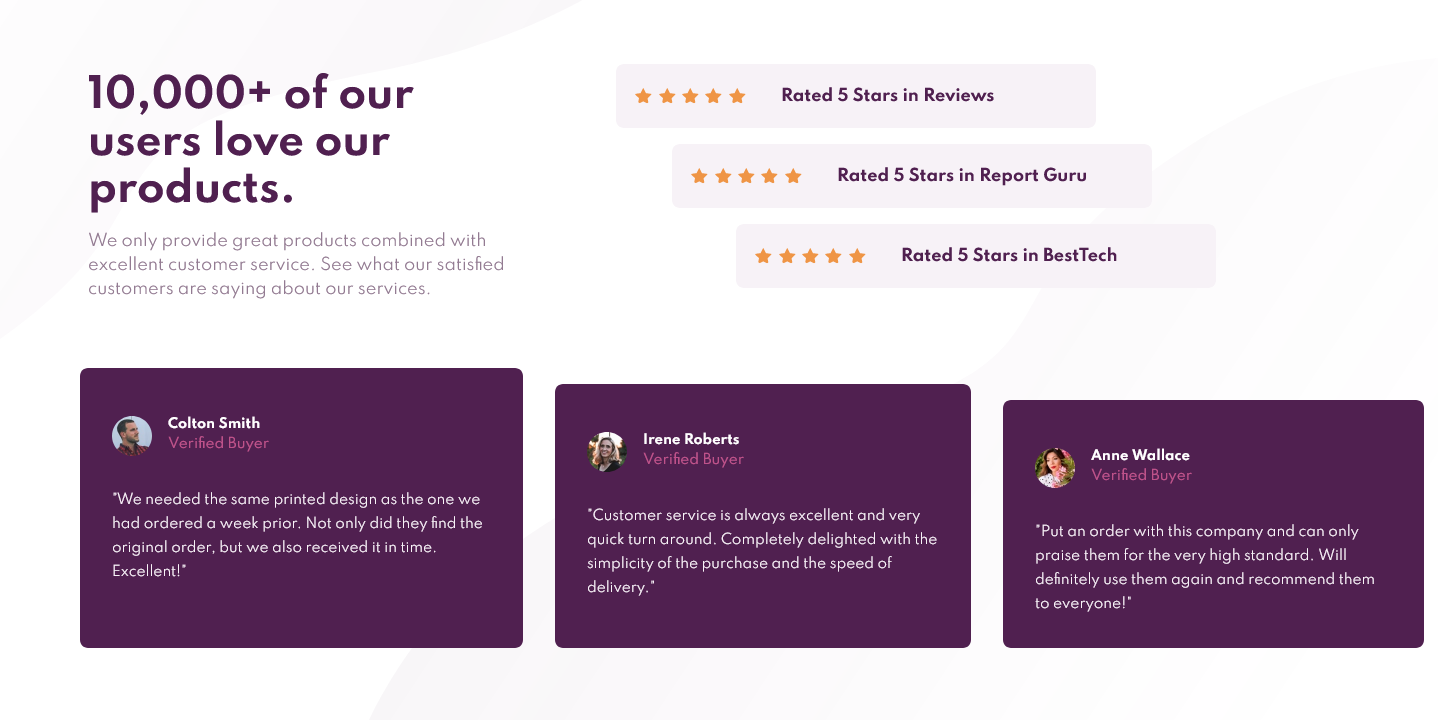 10,000+ of our
users love our
products.
We only provide great products combined with
excellent customer service. See what our satisfied
customers are saying about our services.
Rated 5 Stars in Reviews
Rated 5 Stars in Report Guru
Rated 5 Stars in BestTech
Colton Smith
Verified Buyer
"We needed the same printed design as the one we
had ordered a week prior. Not only did they find the
original order, but we also received it in time.
Excellent!"
Irene Roberts
Verified Buyer
"Customer service is always excellent and very
quick turn around. Completely delighted with the
simplicity of the purchase and the speed of
delivery."
Anne Wallace
Verified Buyer
"Put an order with this company and can only
praise them for the very high standard. Will
definitely use them again and recommend them
to everyone!"